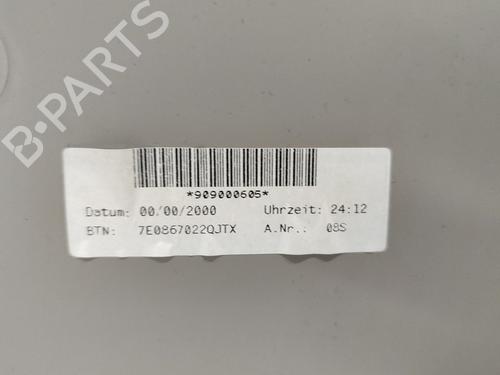 B-PARTS
*909000605*
Datum: 00/00/2000 Uhrzeit: 24:12
BTN: 7E0867022QJTX A.Nr.: 08S